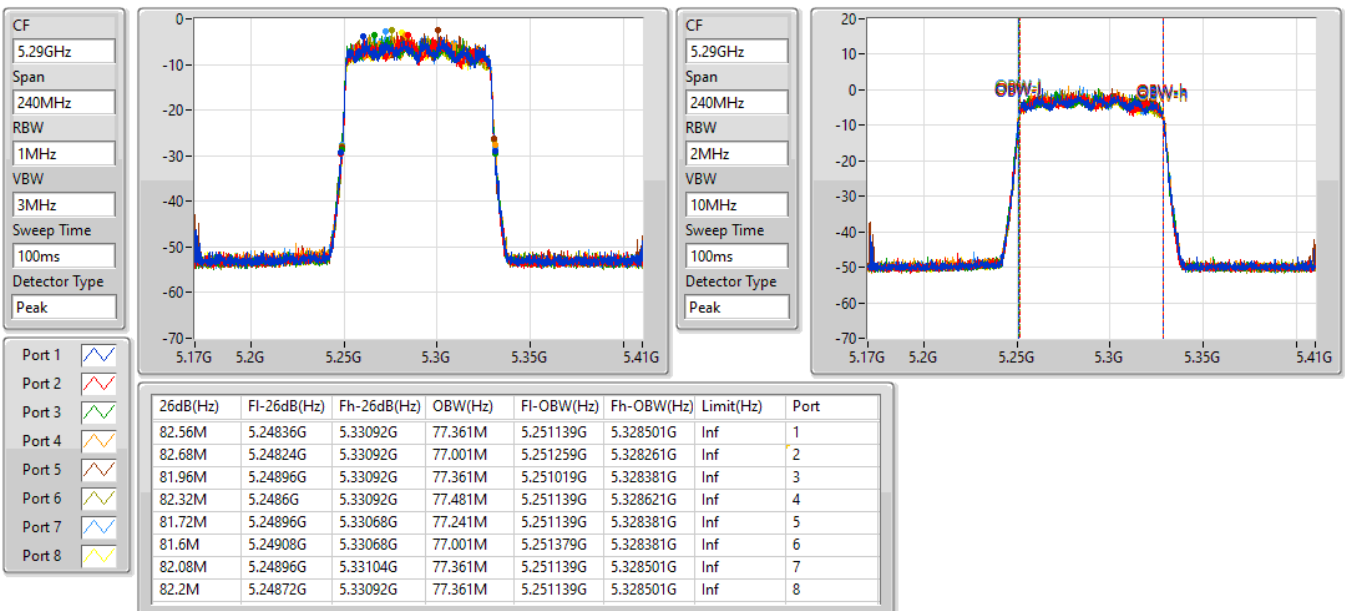 CF
5.29GHz
Span
240MHz
RBW
1MHz
VBW
3MHz
Sweep Time
100ms
Detector Type
Peak
0
-10
-20
-30
-40
-50
-60
-70
5.17G 5.2G 5.25G 5.3G 5.35G 5.41G
CF
5.29GHz
Span
240MHz
RBW
2MHz
VBW
10MHz
Sweep Time
100ms
Detector Type
Peak
20
10
0
-10
-20
-30
-40
-50
-60
-70
OBW-l OBW-h
5.17G 5.2G 5.25G 5.3G 5.35G 5.41G
Port 1
Port 2
Port 3
Port 4
Port 5
Port 6
Port 7
Port 8
26dB(Hz) Fl-26dB(Hz) Fh-26dB(Hz) OBW(Hz) Fl-OBW(Hz) Fh-OBW(Hz) Limit(Hz) Port
82.56M 5.24836G 5.33092G 77.361M 5.251139G 5.328501G Inf 1
82.68M 5.24824G 5.33092G 77.001M 5.251259G 5.328261G Inf 2
81.96M 5.24896G 5.33092G 77.361M 5.251019G 5.328381G Inf 3
82.32M 5.2486G 5.33092G 77.481M 5.251139G 5.328621G Inf 4
81.72M 5.24896G 5.33068G 77.241M 5.251139G 5.328381G Inf 5
81.6M 5.24908G 5.33068G 77.001M 5.251379G 5.328381G Inf 6
82.08M 5.24896G 5.33104G 77.361M 5.251139G 5.328501G Inf 7
82.2M 5.24872G 5.33092G 77.361M 5.251139G 5.328501G Inf 8